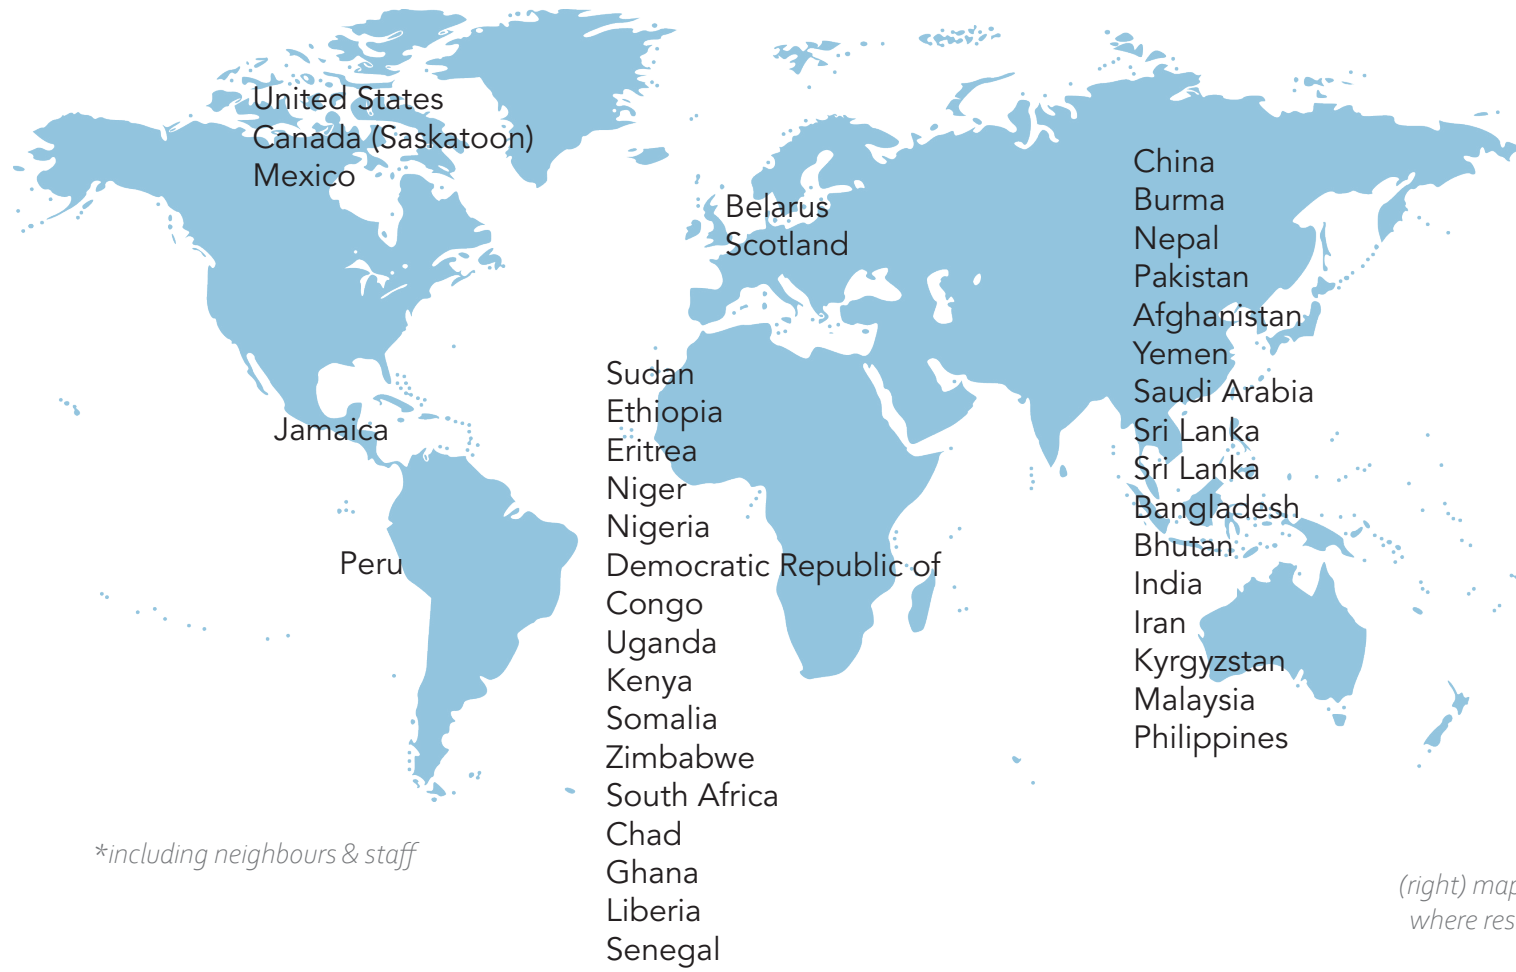 United States
Canada (Saskatoon)
Mexico
Jamaica
Peru
Belarus
Scotland
Sudan
Ethiopia
Eritrea
Niger
Nigeria
Democratic Republic of
Congo
Uganda
Kenya
Somalia
Zimbabwe
South Africa
Chad
Ghana
Liberia
Senegal
China
Burma
Nepal
Pakistan
Afghanistan
Yemen
Saudi Arabia
Sri Lanka
Sri Lanka
Bangladesh
Bhutan
India
Iran
Kyrgyzstan
Malaysia
Philippines
*including neighbours & staff
(right) map
where res